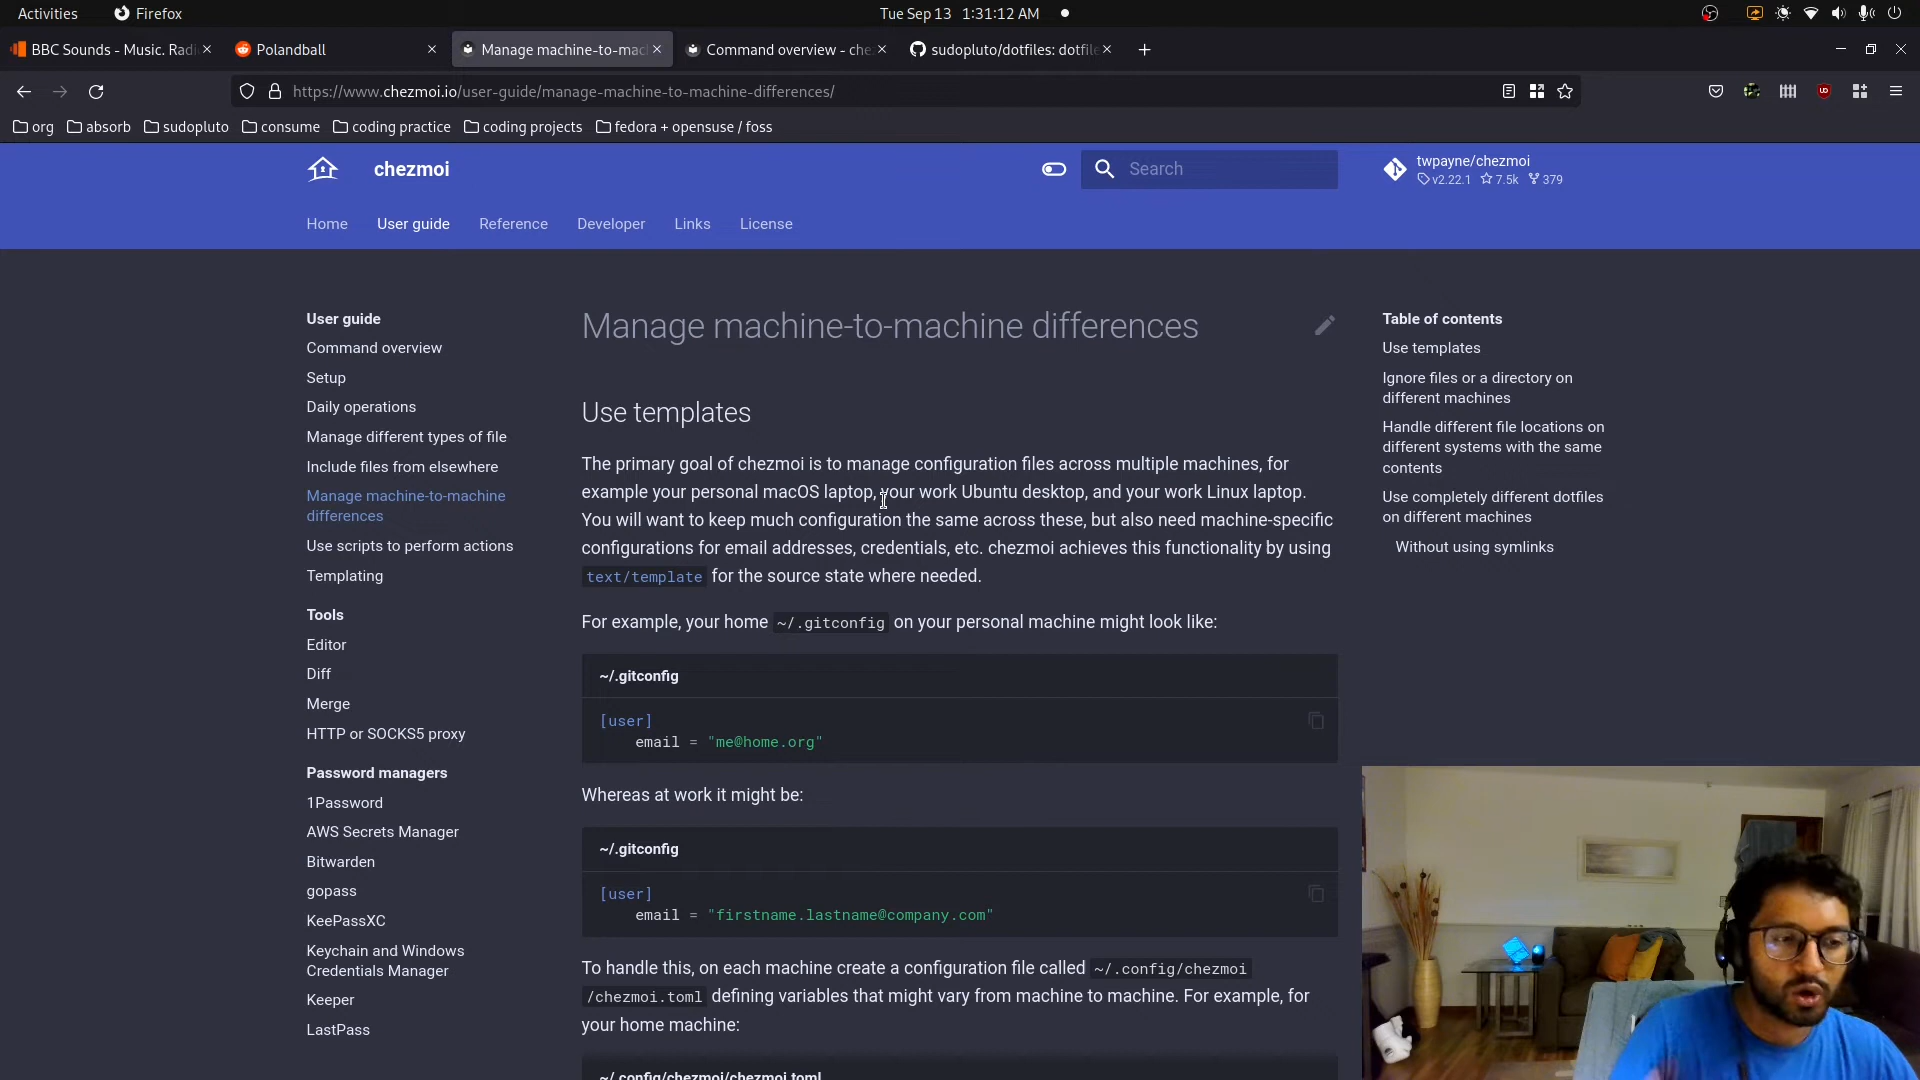 Activities
Firefox
Tue Sep 13 1:31:12 AM
BBC Sounds - Music. Radi
Polandball
Manage machine-to-mac
Command overview - che
sudopluto/dotfiles: dotfile
https://www.chezmoi.io/user-guide/manage-machine-to-machine-differences/
org
absorb
sudopluto
consume
coding practice
coding projects
fedora + opensuse / foss
chezmoi
Search
twpayne/chezmoi
v2.22.1 7.5k 379
Home
User guide
Reference
Developer
Links
License
User guide
Command overview
Setup
Daily operations
Manage different types of file
Include files from elsewhere
Manage machine-to-machine
differences
Use scripts to perform actions
Templating
Tools
Editor
Diff
Merge
HTTP or SOCKS5 proxy
Password managers
1Password
AWS Secrets Manager
Bitwarden
gopass
KeePassXC
Keychain and Windows
Credentials Manager
Keeper
LastPass
Manage machine-to-machine differences
Use templates
The primary goal of chezmoi is to manage configuration files across multiple machines, for
example your personal macOS laptop, your work Ubuntu desktop, and your work Linux laptop.
You will want to keep much configuration the same across these, but also need machine-specific
configurations for email addresses, credentials, etc. chezmoi achieves this functionality by using
text/template for the source state where needed.
For example, your home ~/.gitconfig on your personal machine might look like:
~/.gitconfig
[user]
email = "me@home.org"
Whereas at work it might be:
~/.gitconfig
[user]
email = "firstname.lastname@company.com"
To handle this, on each machine create a configuration file called ~/.config/chezmoi
/chezmoi.toml defining variables that might vary from machine to machine. For example, for
your home machine:
~/.config/chezmoi/chezmoi.toml
Table of contents
Use templates
Ignore files or a directory on
different machines
Handle different file locations on
different systems with the same
contents
Use completely different dotfiles
on different machines
Without using symlinks